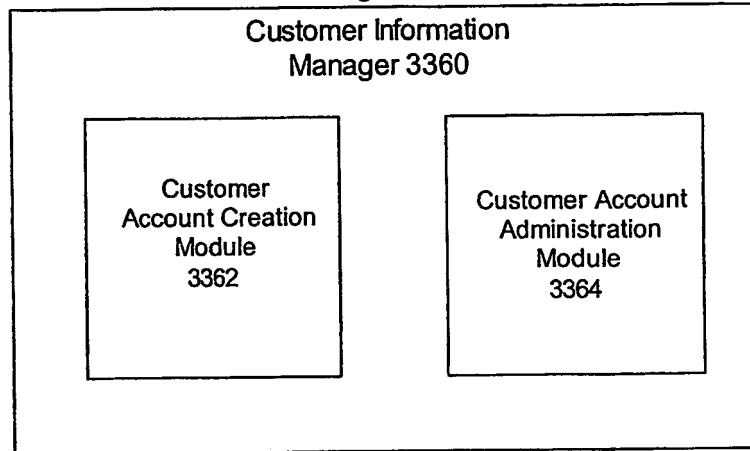 Customer Information
Manager 3360
Customer
Account Creation
Module
3362
Customer Account
Administration
Module
3364